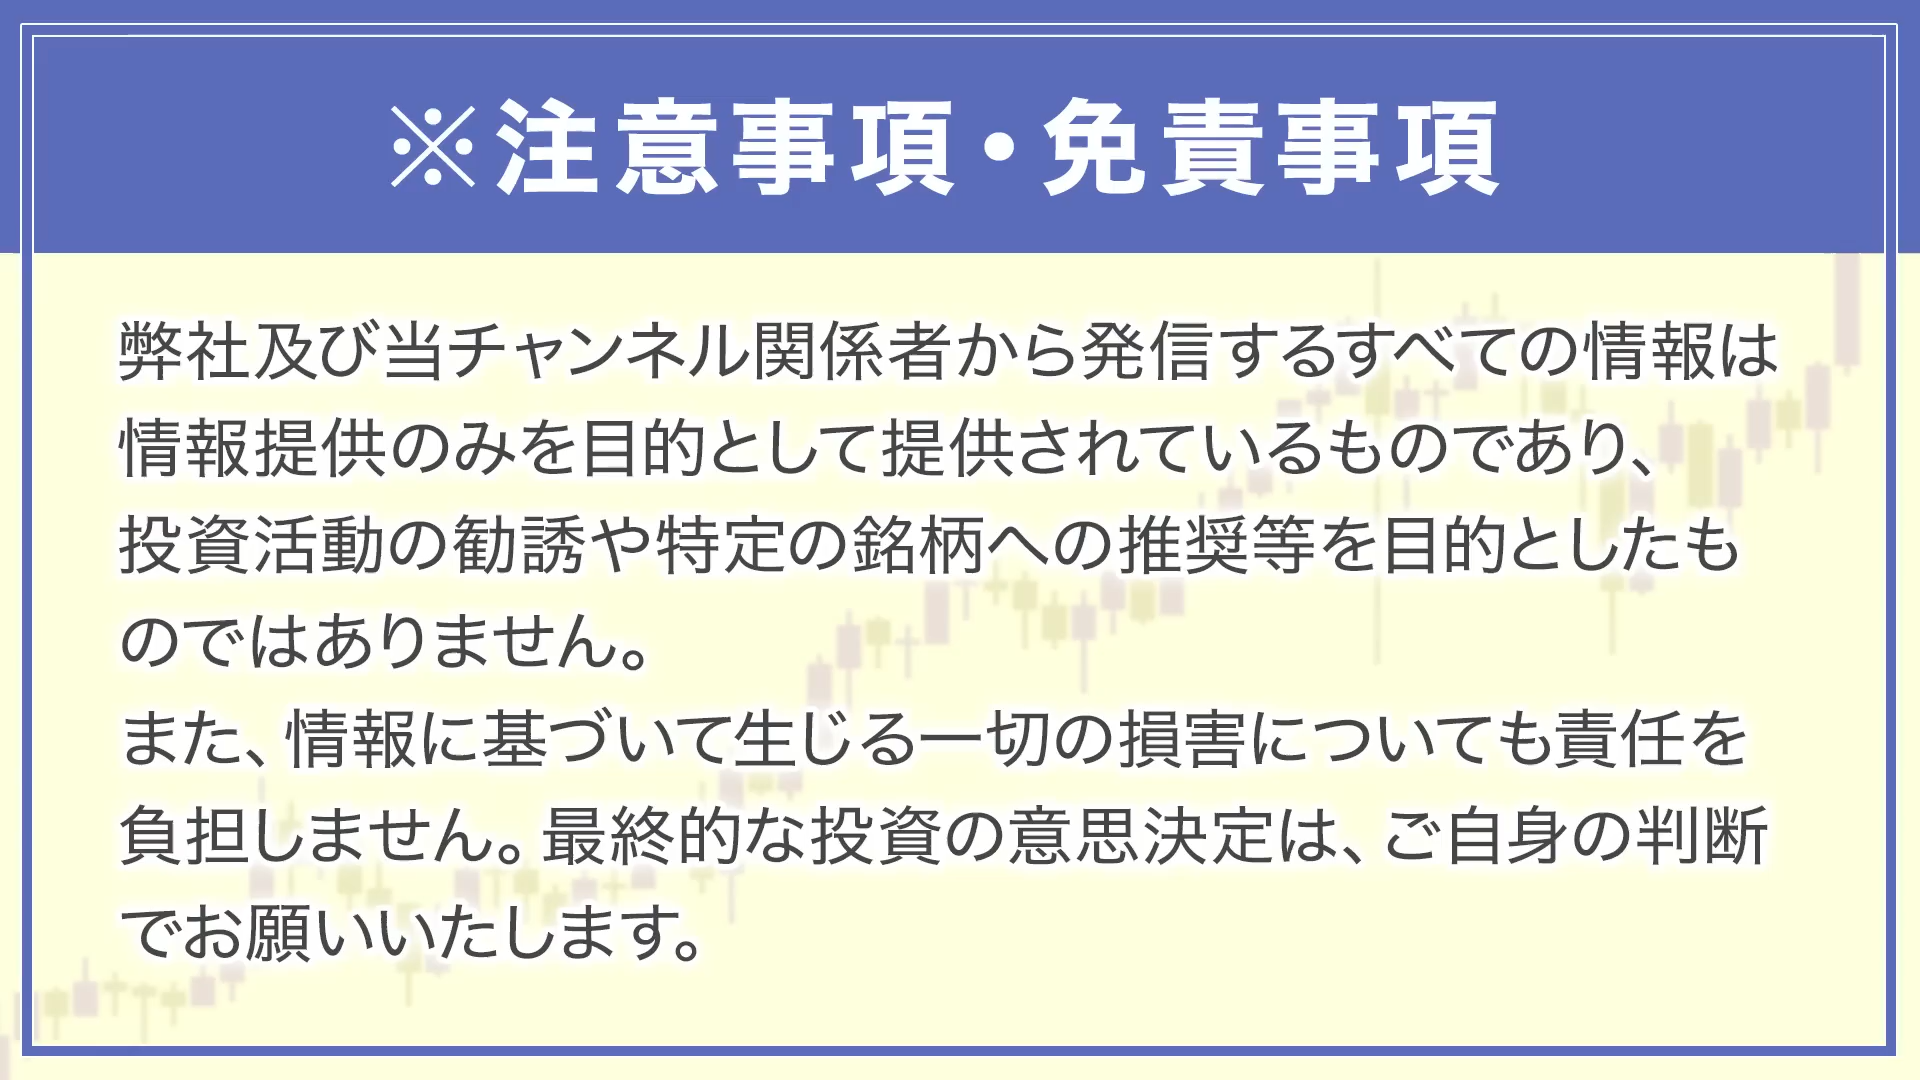 ※注意事項・免責事項
弊社及び当チャンネル関係者から発信するすべての情報は
情報提供のみを目的として提供されているものであり、
投資活動の勧誘や特定の銘柄への推奨等を目的としたも
のではありません。
また、情報に基づいて生じる一切の損害についても責任を
負担しません。最終的な投資の意思決定は、ご自身の判断
でお願いいたします。